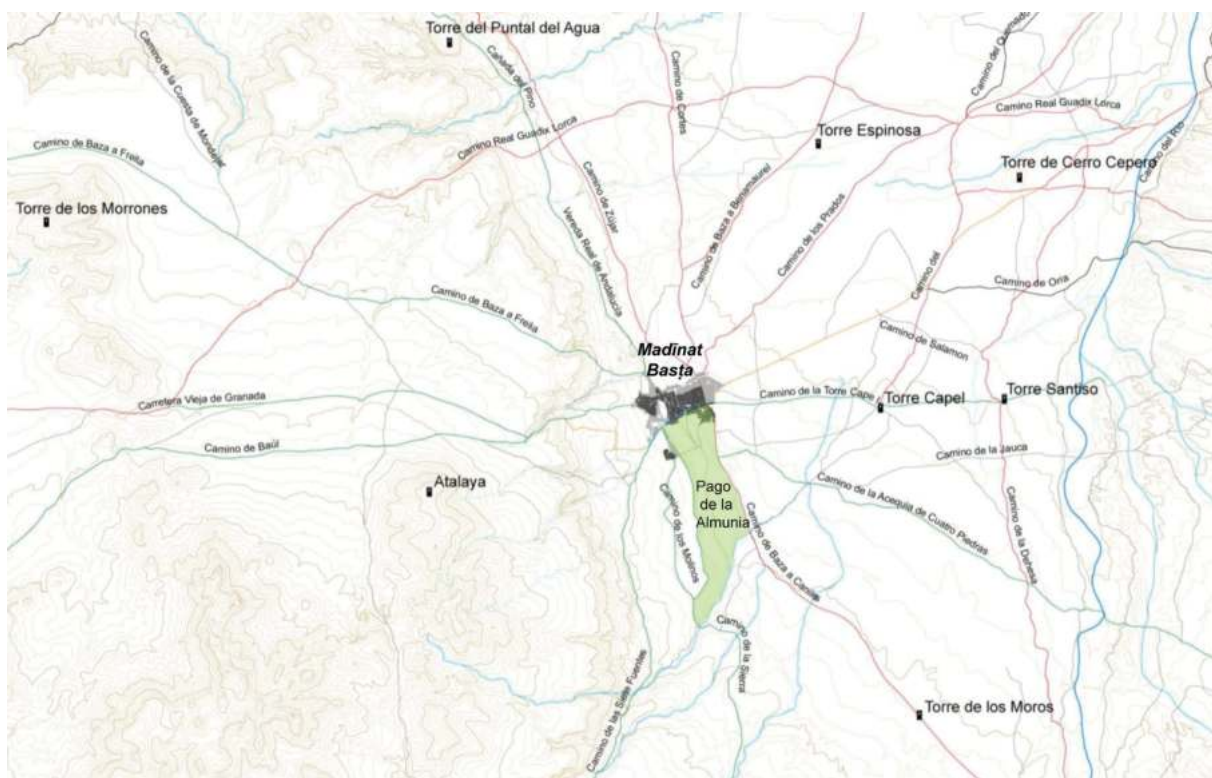 Torre del Puntal del Agua
Camino de la Cuesta de Mondéjar
Cañada del Pino
Camino de Cortes
Camino del Quemado
Camino Real Guadix Lorca
Camino Real Guadix Lorca
Torre Espinosa
Camino del Río
Camino de Baza a Freila
Torre de Cerro Cepero
Torre de los Morrones
Camino de Zújar
Camino de Baza a Benamaurel
Camino de los Prados
Vereda Real de Andalucía
Camino del
Camino de Orria
Camino de Baza a Freila
Camino de Salamon
Madīnat
Basṭa
Carretera Vieja de Granada
Camino de la Torre Cape
Torre Capel
Torre Santiso
Camino de Baúl
Camino de la Jauca
Atalaya
Pago
de la
Almunia
Camino de la Acequia de Cuatro Piedras
Camino de los Molinos
Camino de Baza a Caniles
Camino de la Dehesa
Camino de la Sierra
Camino de las Siete Fuentes
Torre de los Moros